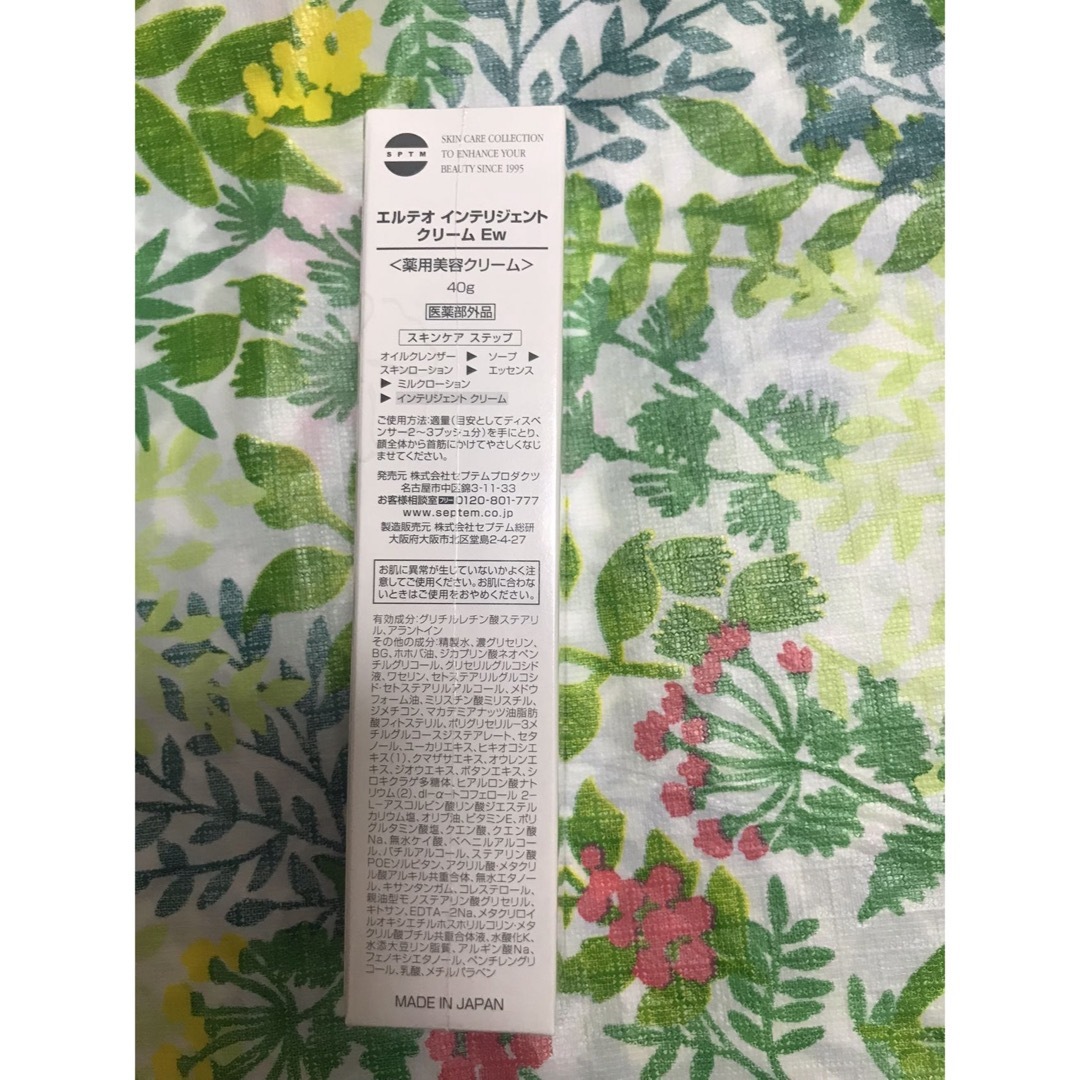 SPTM
SKIN CARE COLLECTION
TO ENHANCE YOUR
BEAUTY SINCE 1995
エルテオ インテリジェント
クリーム Ew
＜薬用美容クリーム＞
40g
医薬部外品
スキンケア ステップ
オイルクレンザー ▶ ソープ ▶
スキンローション ▶ エッセンス
▶ ミルクローション
▶ インテリジェント クリーム
ご使用方法:適量(目安としてディスペ
ンサー2〜3プッシュ分)を手にとり、
顔全体から首筋にかけてやさしくなじ
ませてください。
発売元 株式会社セプテムプロダクツ
名古屋市中区錦3-11-33
お客様相談室 フリー 0120-801-777
www.septem.co.jp
製造販売元 株式会社セプテム総研
大阪府大阪市北区堂島2-4-27
お肌に異常が生じていないかよく注
意してご使用ください。お肌に合わな
いときはご使用をおやめください。
有効成分:グリチルレチン酸ステアリ
ル、アラントイン
その他の成分:精製水、濃グリセリン、
BG、ホホバ油、ジカプリン酸ネオペン
チルグリコール、グリセリルグルコシド
液、ワセリン、セトステアリルグルコシ
ド・セトステアリルアルコール、メドウ
フォーム油、ミリスチン酸ミリスチル、
ジメチコン、マカデミアナッツ油脂肪
酸フィトステリル、ポリグリセリル-3メ
チルグルコースジステアレート、セタ
ノール、ユーカリエキス、ヒキオコシエ
キス(1)、クマザサエキス、オウレンエ
キス、ジオウエキス、ボタンエキス、シ
ロキクラゲ多糖体、ヒアルロン酸ナト
リウム(2)、dl-α-トコフェロール 2-
L-アスコルビン酸リン酸ジエステル
カリウム塩、オリブ油、ビタミンE、ポリ
グルタミン酸塩、クエン酸、クエン酸
Na、無水ケイ酸、ベヘニルアルコー
ル、バチルアルコール、ステアリン酸
POEソルビタン、アクリル酸・メタクリ
ル酸アルキル共重合体、無水エタノー
ル、キサンタンガム、コレステロール、
親油型モノステアリン酸グリセリル、
キトサン、EDTA-2Na、メタクリロイ
ルオキシエチルホスホリルコリン・メタ
クリル酸ブチル共重合体液、水酸化K、
水添大豆リン脂質、アルギン酸Na、
フェノキシエタノール、ペンチレングリ
コール、乳酸、メチルパラベン
MADE IN JAPAN